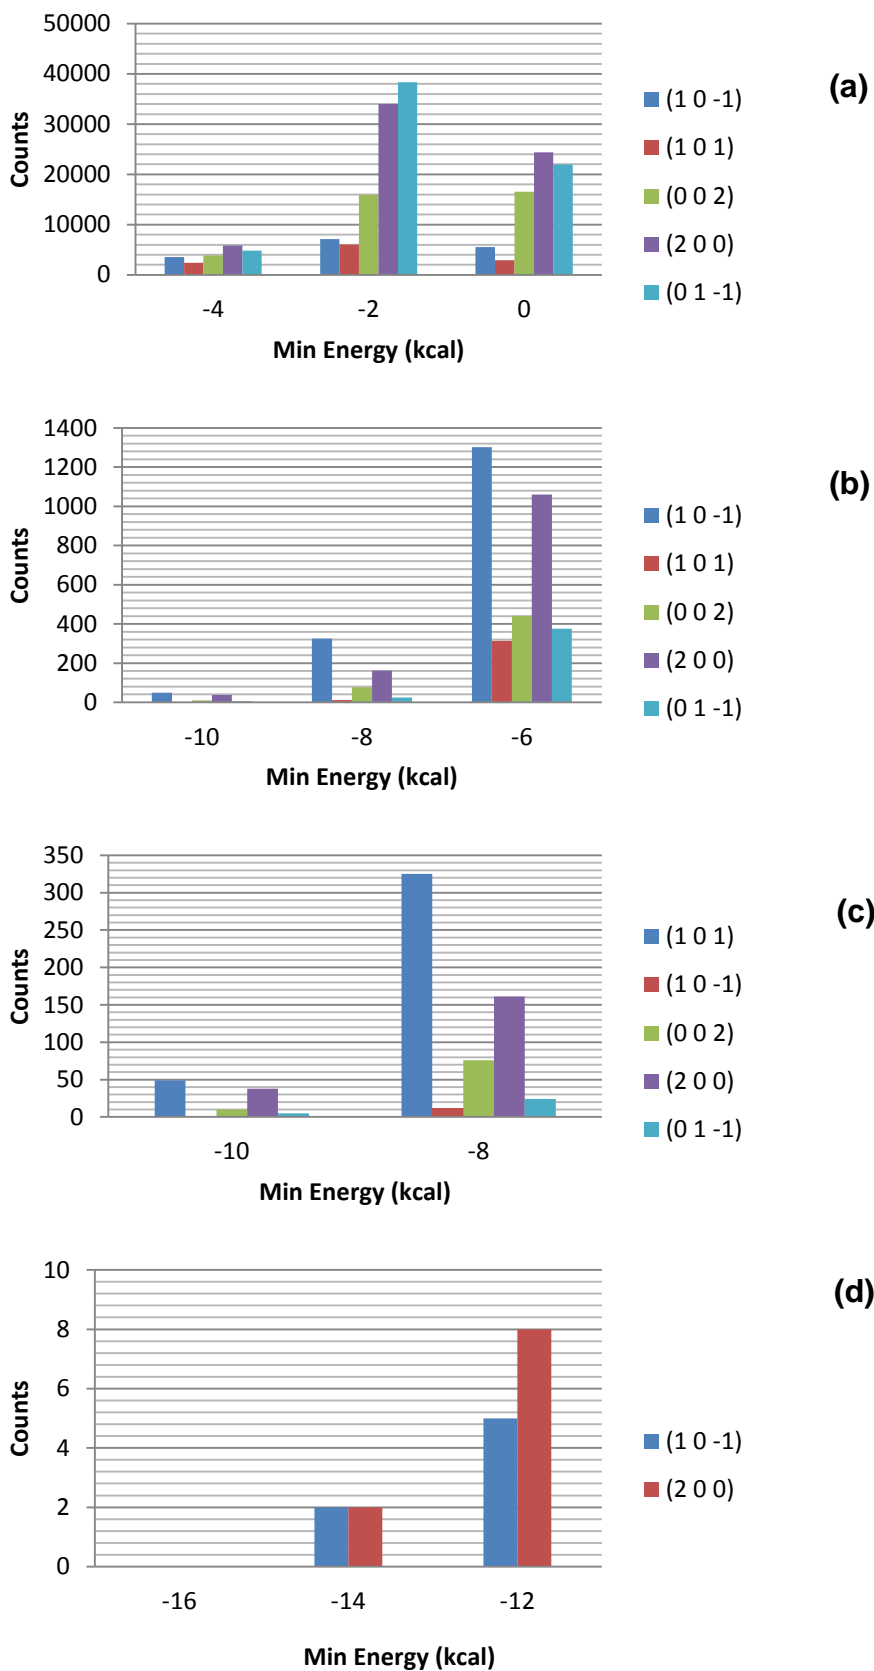 (a)
50000
40000
30000
20000
10000
0
Counts
-4 -2 0
Min Energy (kcal)
(1 0 -1)
(1 0 1)
(0 0 2)
(2 0 0)
(0 1 -1)
(b)
1400
1200
1000
800
600
400
200
0
Counts
-10 -8 -6
Min Energy (kcal)
(1 0 -1)
(1 0 1)
(0 0 2)
(2 0 0)
(0 1 -1)
(c)
350
300
250
200
150
100
50
0
Counts
-10 -8
Min Energy (kcal)
(1 0 1)
(1 0 -1)
(0 0 2)
(2 0 0)
(0 1 -1)
(d)
10
8
6
4
2
0
Counts
-16 -14 -12
Min Energy (kcal)
(1 0 -1)
(2 0 0)